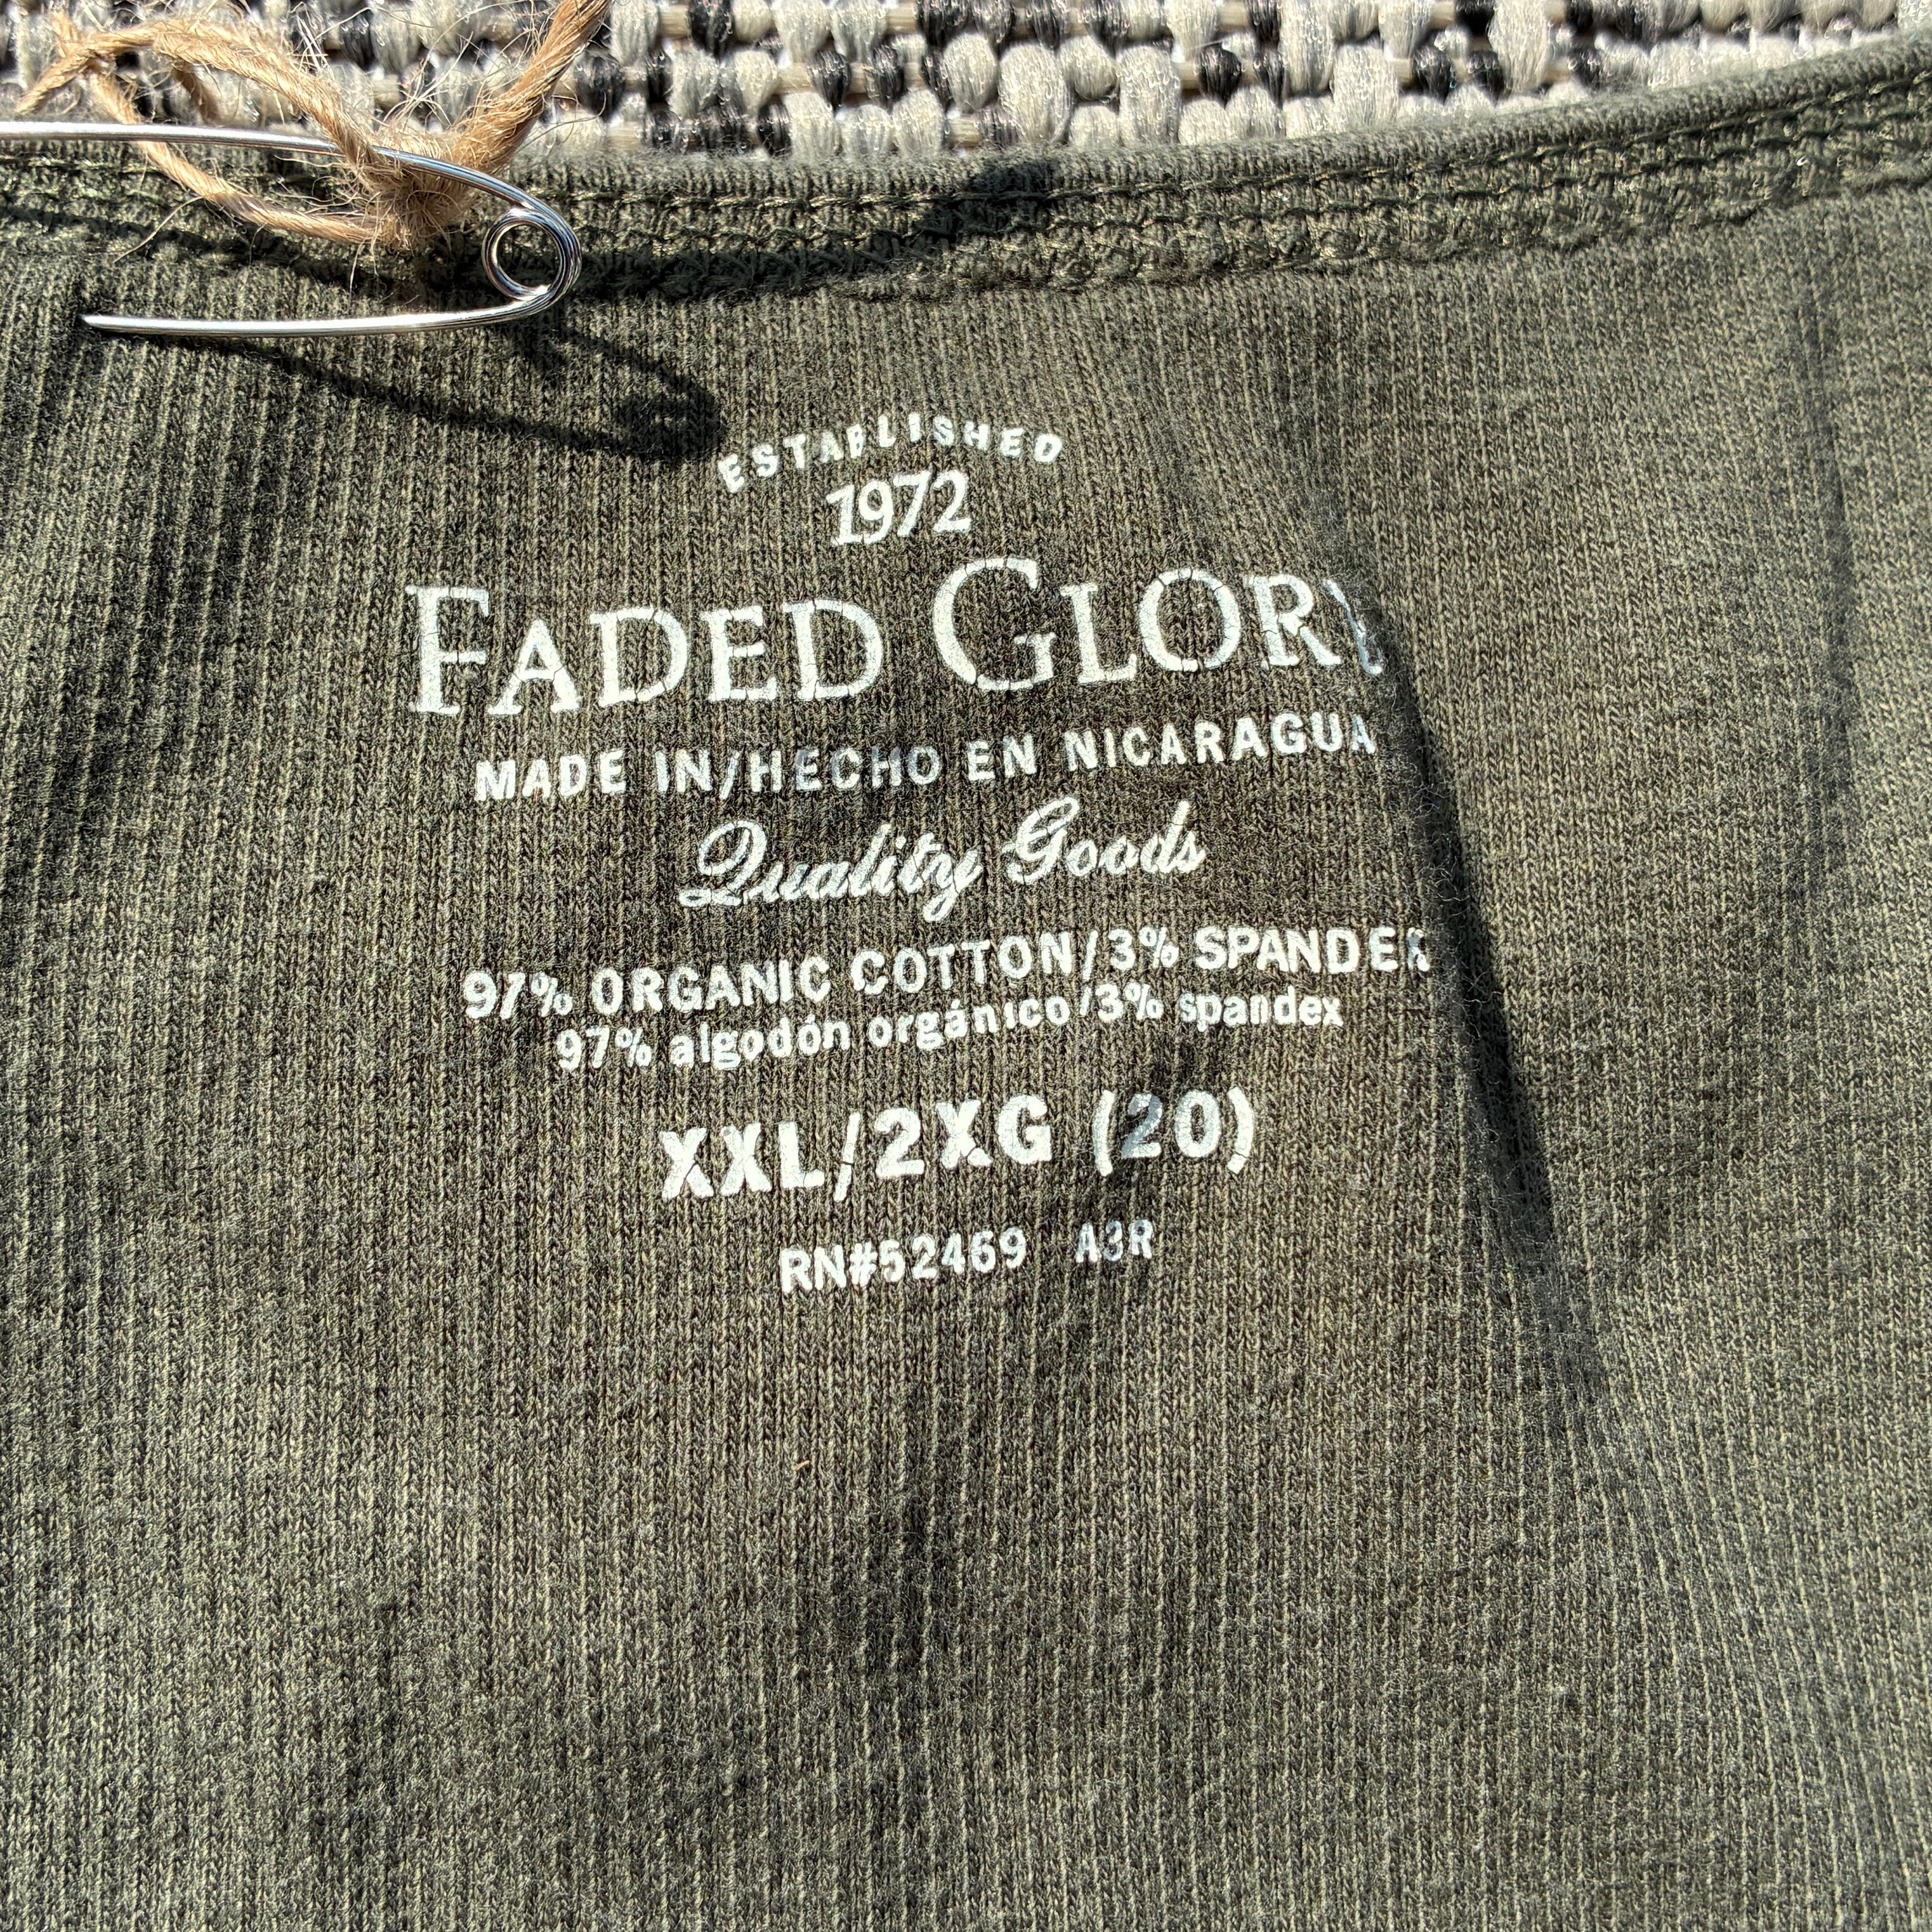 ESTABLISHED
1972
FADED GLORY
MADE IN/HECHO EN NICARAGUA
Quality Goods
97% ORGANIC COTTON/3% SPANDEX
97% algodón orgánico/3% spandex
XXL/2XG (20)
RN#52469 A3R